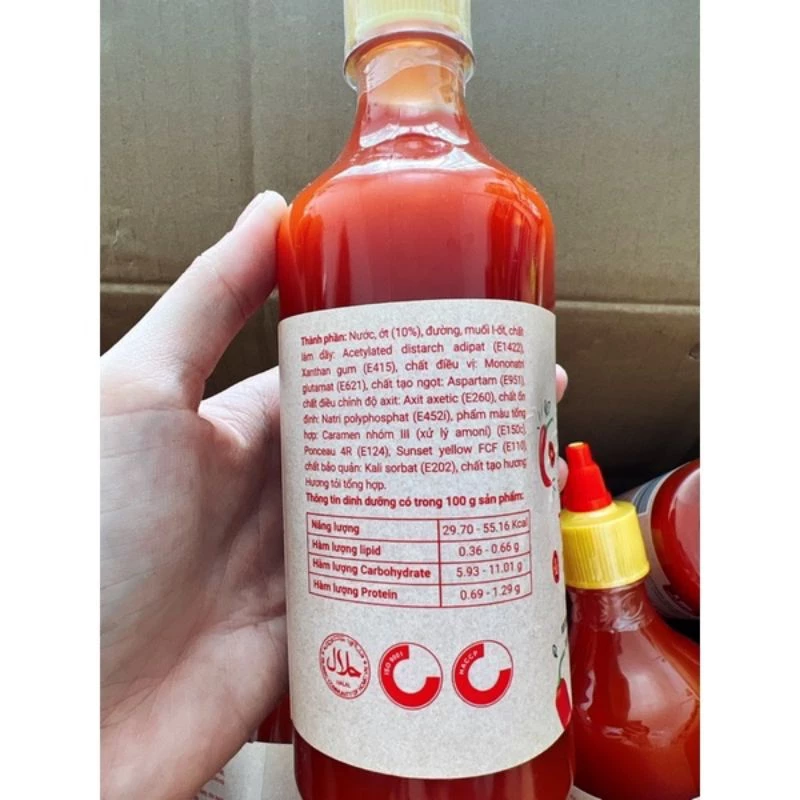 Thành phần: Nước, ớt (10%), đường, muối I-ốt, chất
làm dầy: Acetylated distarch adipat (E1422),
Xanthan gum (E415), chất điều vị: Mononatri
glutamat (E621), chất tạo ngọt: Aspartam (E951),
chất điều chỉnh độ axit: Axit axetic (E260), chất ổn
định: Natri polyphosphat (E452i), phẩm màu tổng
hợp: Caramen nhóm III (xử lý amoni) (E150c),
Ponceau 4R (E124), Sunset yellow FCF (E110),
chất bảo quản: Kali sorbat (E202), chất tạo hương
Hương tỏi tổng hợp.
Thông tin dinh dưỡng có trong 100 g sản phẩm:
Năng lượng 29.70 - 55.16 Kcal
Hàm lượng lipid 0.36 - 0.66 g
Hàm lượng Carbohydrate 5.93 - 11.01 g
Hàm lượng Protein 0.69 - 1.29 g
حلال
HALAL
ISO 9001
HACCP